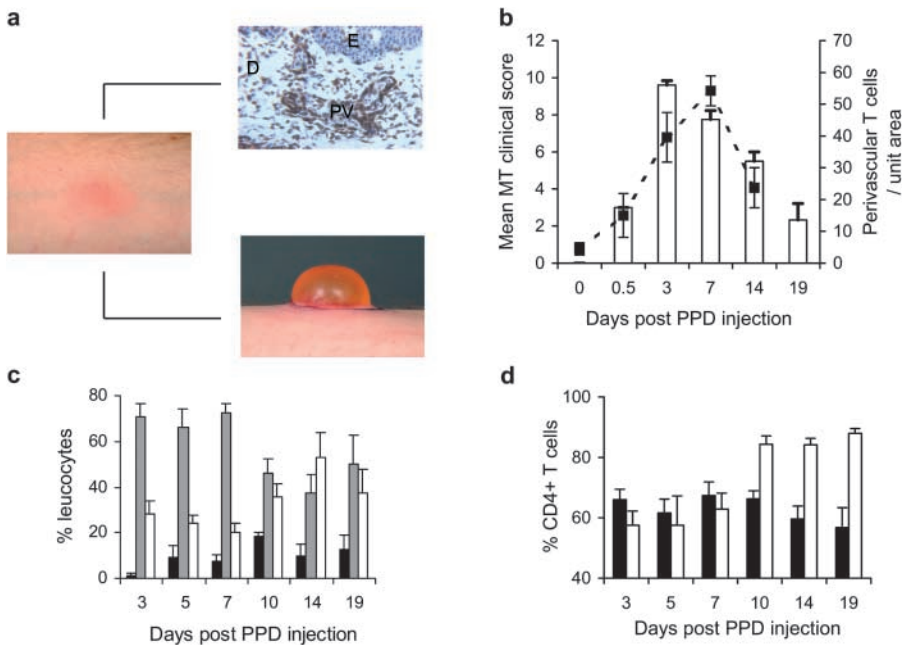 a
E
D
PV
b
Mean MT clinical score
12
10
8
6
4
2
0
70
60
50
40
30
20
10
0
Perivascular T cells
/ unit area
0 0.5 3 7 14 19
Days post PPD injection
c
% leucocytes
80
60
40
20
0
3 5 7 10 14 19
Days post PPD injection
d
% CD4+ T cells
100
80
60
40
3 5 7 10 14 19
Days post PPD injection